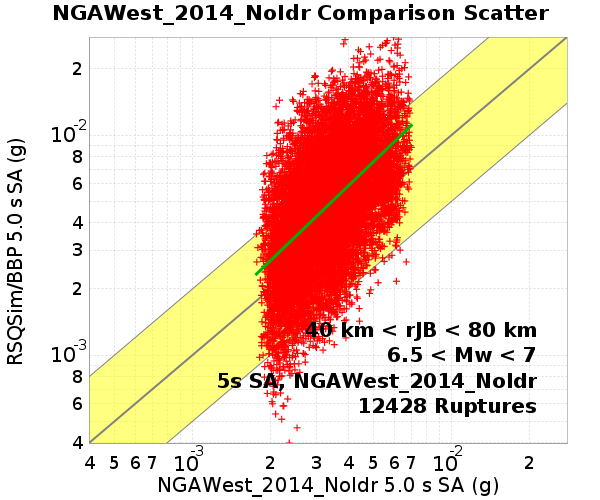 NGAWest_2014_NoIdr Comparison Scatter
RSQSim/BBP 5.0 s SA (g)
2
10-2
8
6
4
3
2
10-3
8
6
4
40 km < rJB < 80 km
6.5 < Mw < 7
5s SA, NGAWest_2014_NoIdr
12428 Ruptures
4 5 6 7 10-3 2 3 4 5 6 7 10-2 2
NGAWest_2014_NoIdr 5.0 s SA (g)